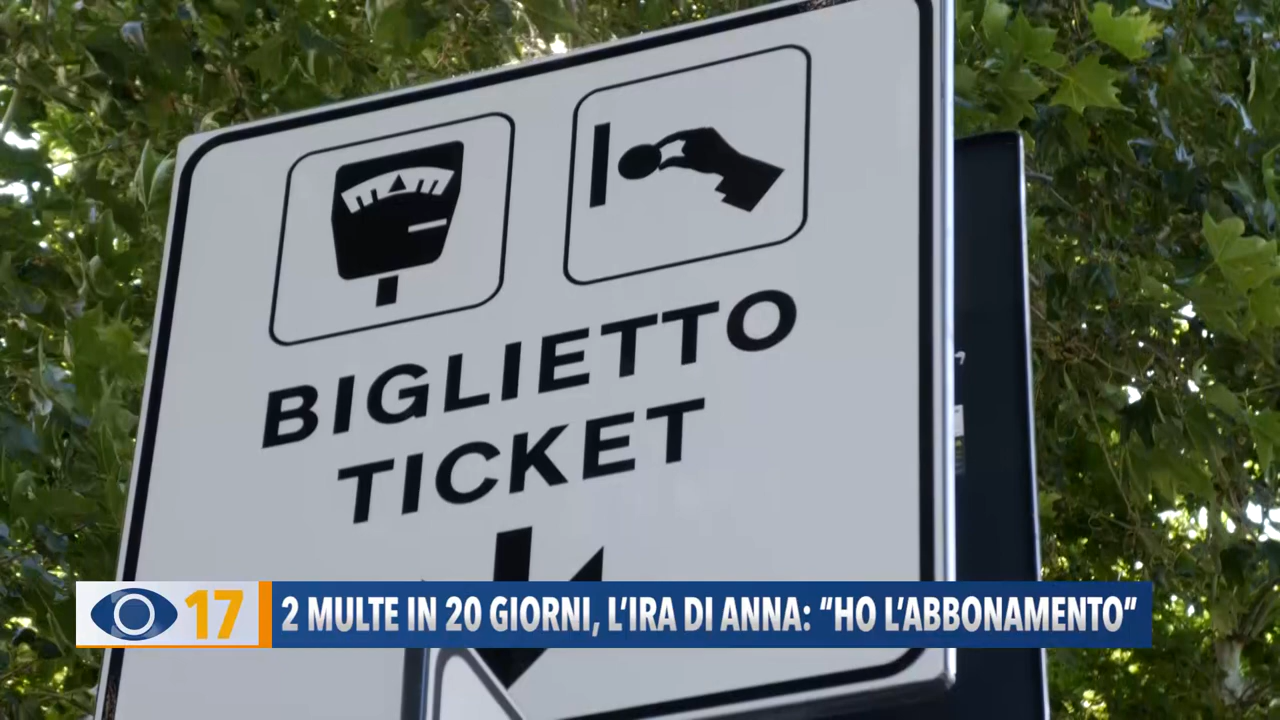 BIGLIETTO
TICKET
17
2 MULTE IN 20 GIORNI, L'IRA DI ANNA: “HO L'ABBONAMENTO”